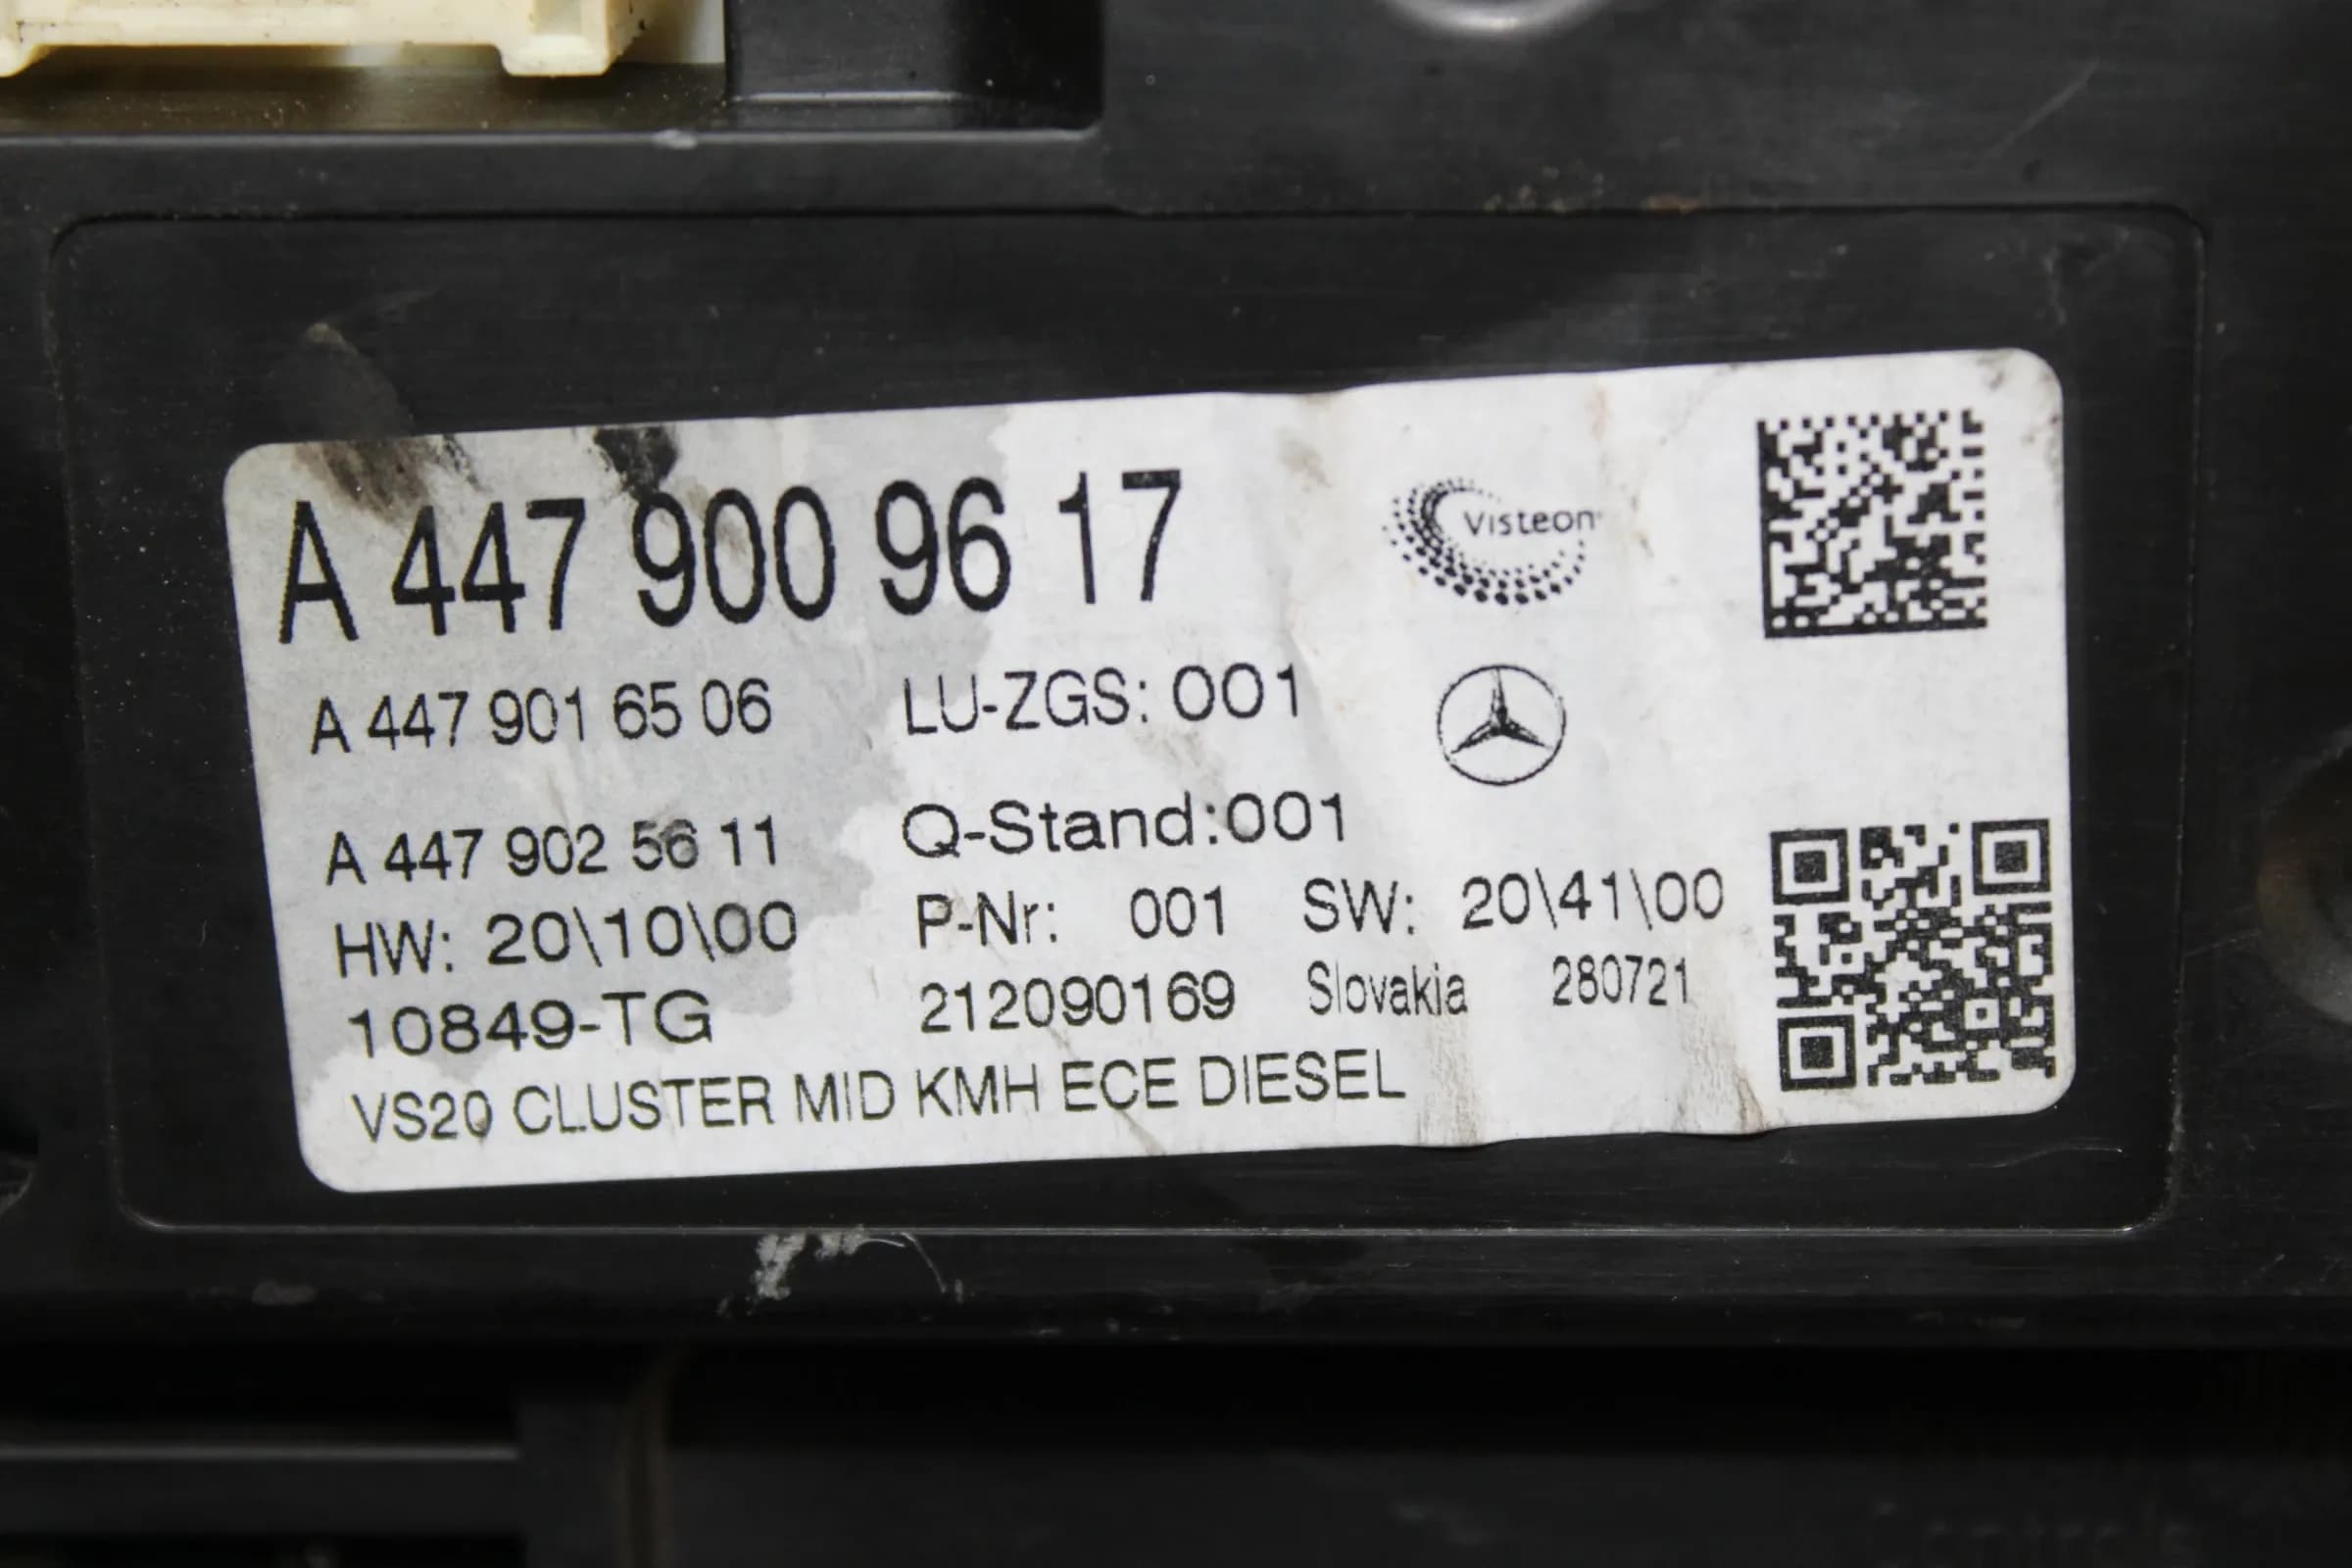 A 447 900 96 17
Visteon
A 447 901 65 06 LU-ZGS: 001
A 447 902 56 11 Q-Stand:001
HW: 20\10\00 P-Nr: 001 SW: 20\41\00
10849-TG 212090169 Slovakia 280721
VS20 CLUSTER MID KMH ECE DIESEL